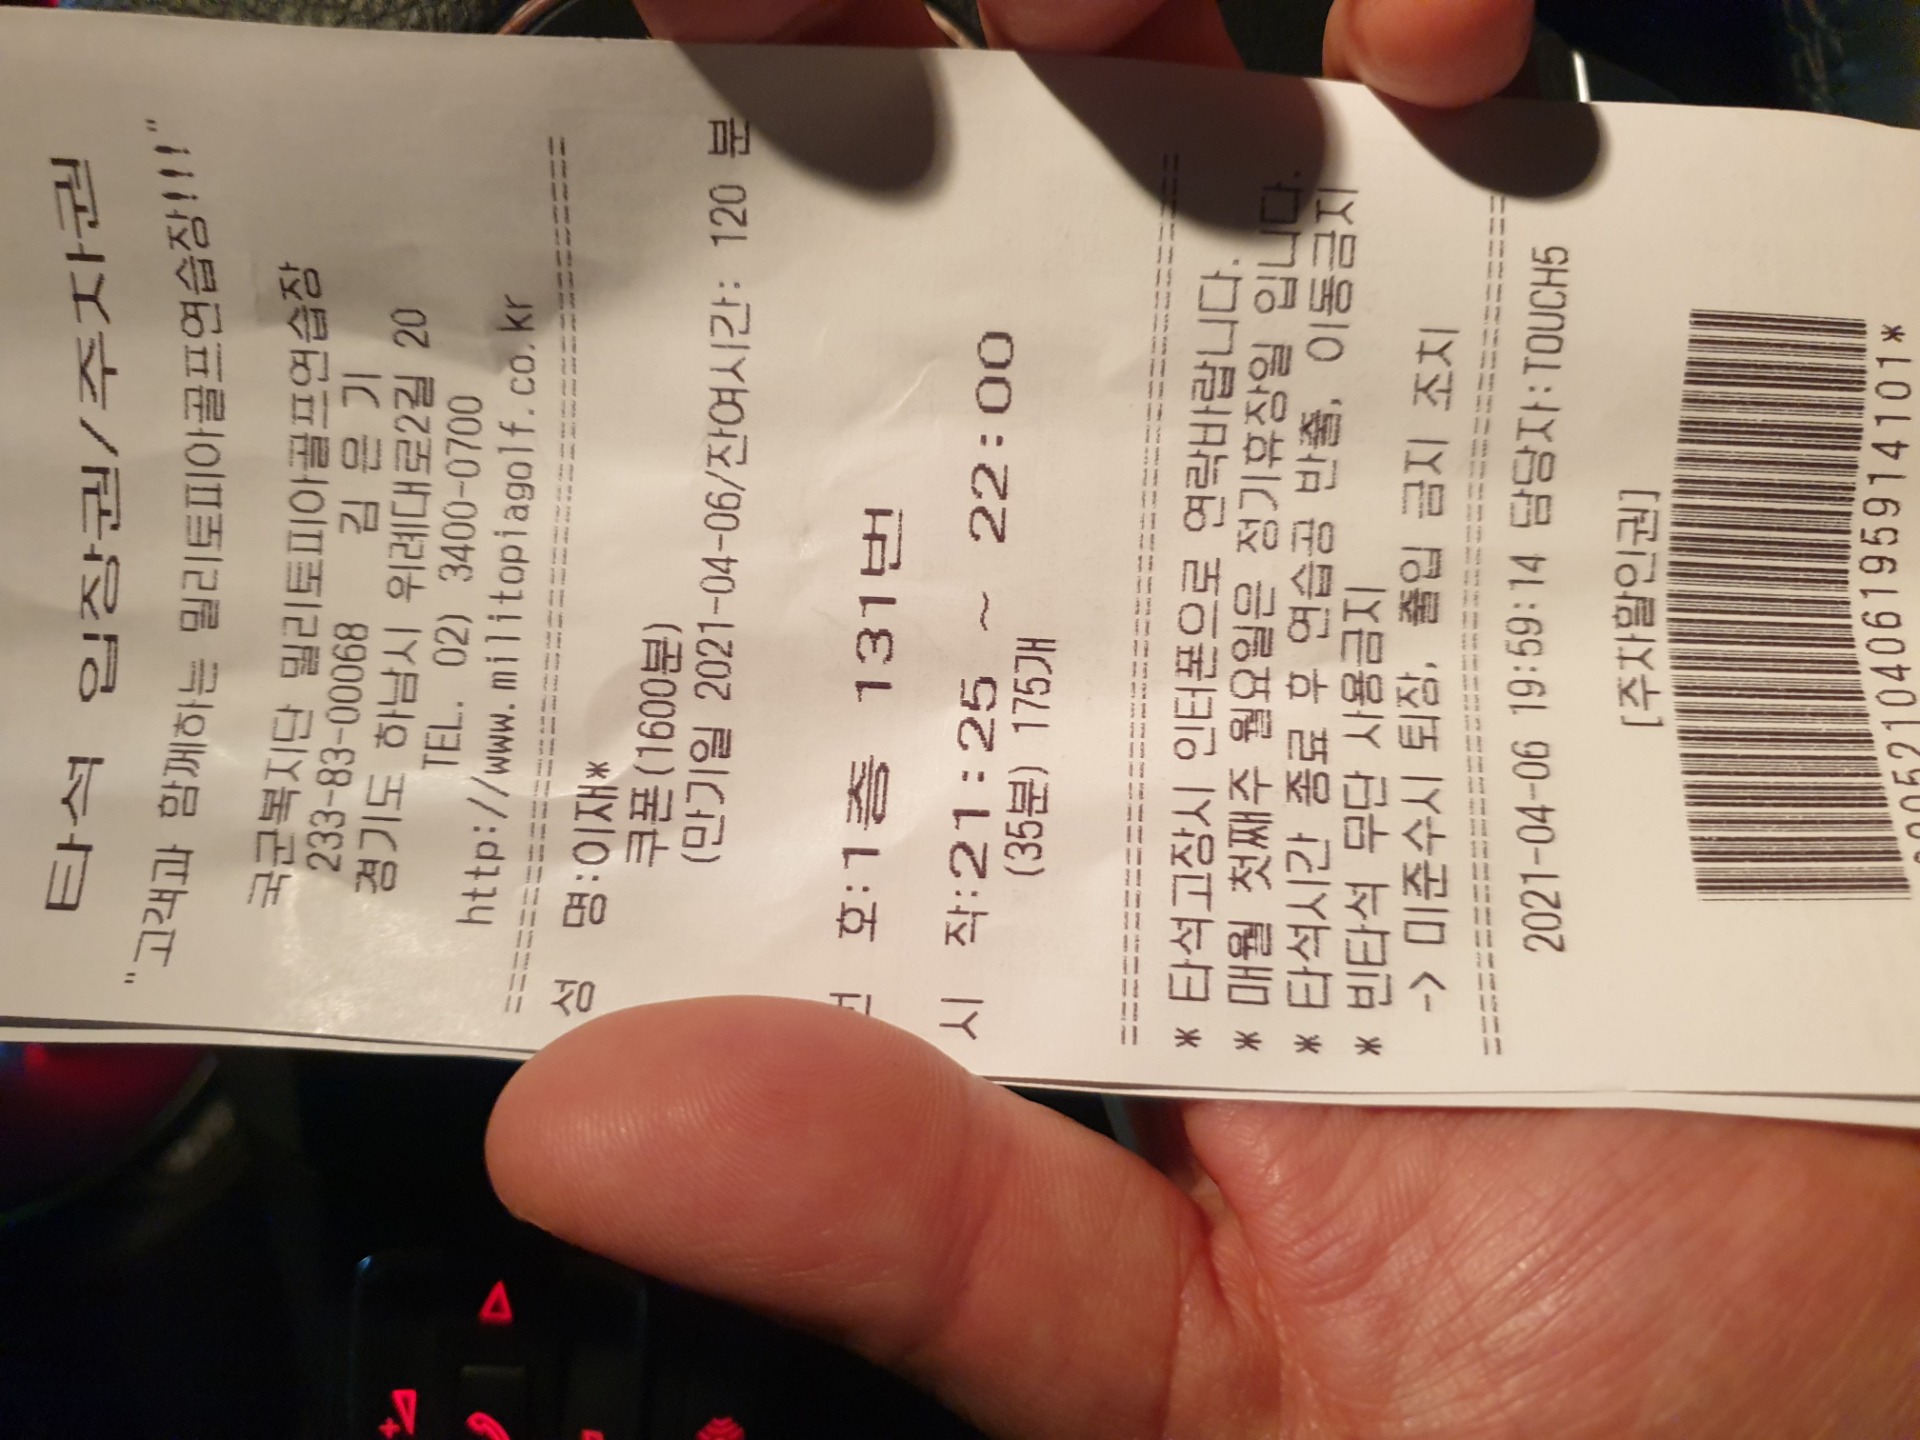 타석 입장권/주차권
"고객과 함께하는 밀리토피아골프연습장!!!"
국군복지단 밀리토피아골프연습장
233-83-00068 김 은 기
경기도 하남시 위례대로2길 20
TEL. 02) 3400-0700
http://www.militopiagolf.co.kr
성 명:이재*
쿠폰(1600분)
(만기일 2021-04-06/잔여시간: 120 분
호:1층 131번
시 작:21:25 ~ 22:00
(35분) 175개
* 타석고장시 인터폰으로 연락바랍니다.
* 매월 첫째주 월요일은 정기휴장일 입니다.
* 타석시간 종료 후 연습공 반출, 이동금지
* 빈타석 무단 사용금지
-> 미준수시 퇴장, 출입 금지 조치
2021-04-06 19:59:14 담당자:TOUCH5
[주차할인권]